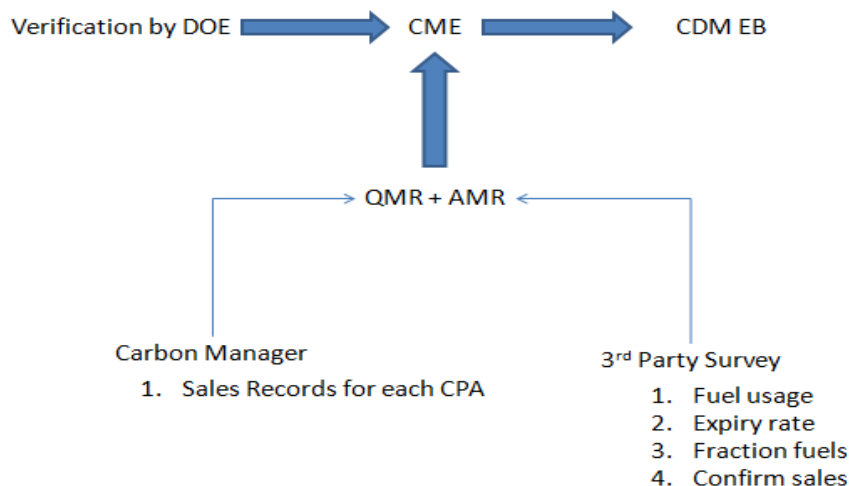 Verification by DOE CME CDM EB
QMR + AMR
Carbon Manager
1. Sales Records for each CPA
3rd Party Survey
1. Fuel usage
2. Expiry rate
3. Fraction fuels
4. Confirm sales